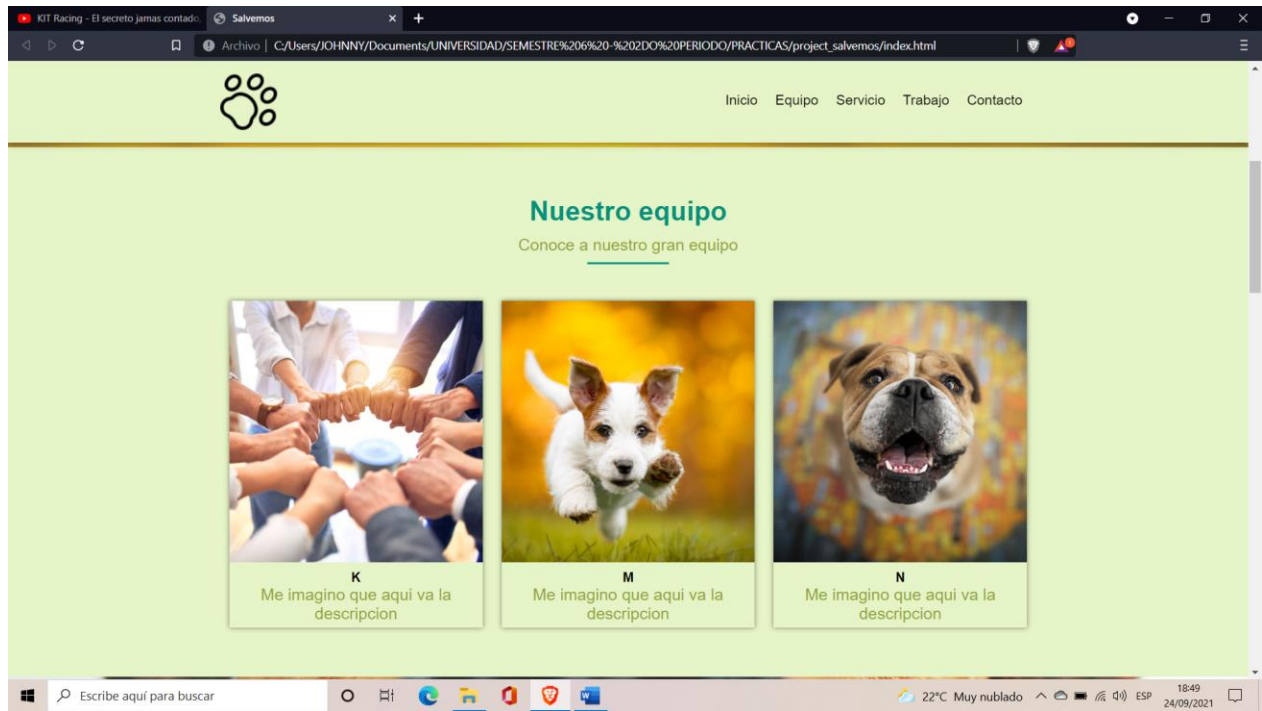 KIT Racing - El secreto jamas contado,
Salvemos
Archivo | C:/Users/JOHNNY/Documents/UNIVERSIDAD/SEMESTRE%206%20-%202DO%20PERIODO/PRACTICAS/project_salvemos/index.html
Inicio Equipo Servicio Trabajo Contacto
Nuestro equipo
Conoce a nuestro gran equipo
K
Me imagino que aqui va la
descripcion
M
Me imagino que aqui va la
descripcion
N
Me imagino que aqui va la
descripcion
Escribe aquí para buscar
22°C Muy nublado
ESP
18:49
24/09/2021